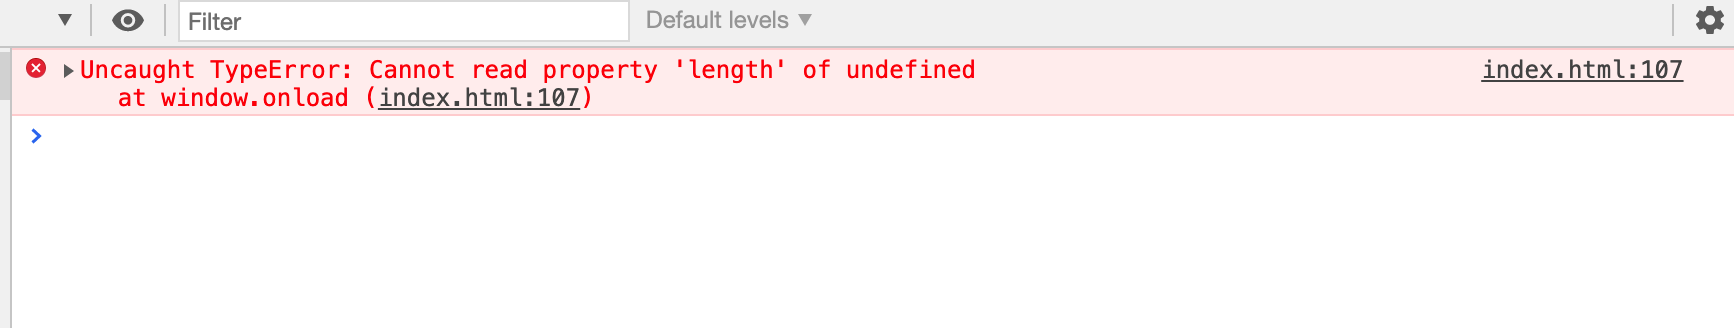 Filter
Default levels ▼
Uncaught TypeError: Cannot read property 'length' of undefined
index.html:107
at window.onload (index.html:107)